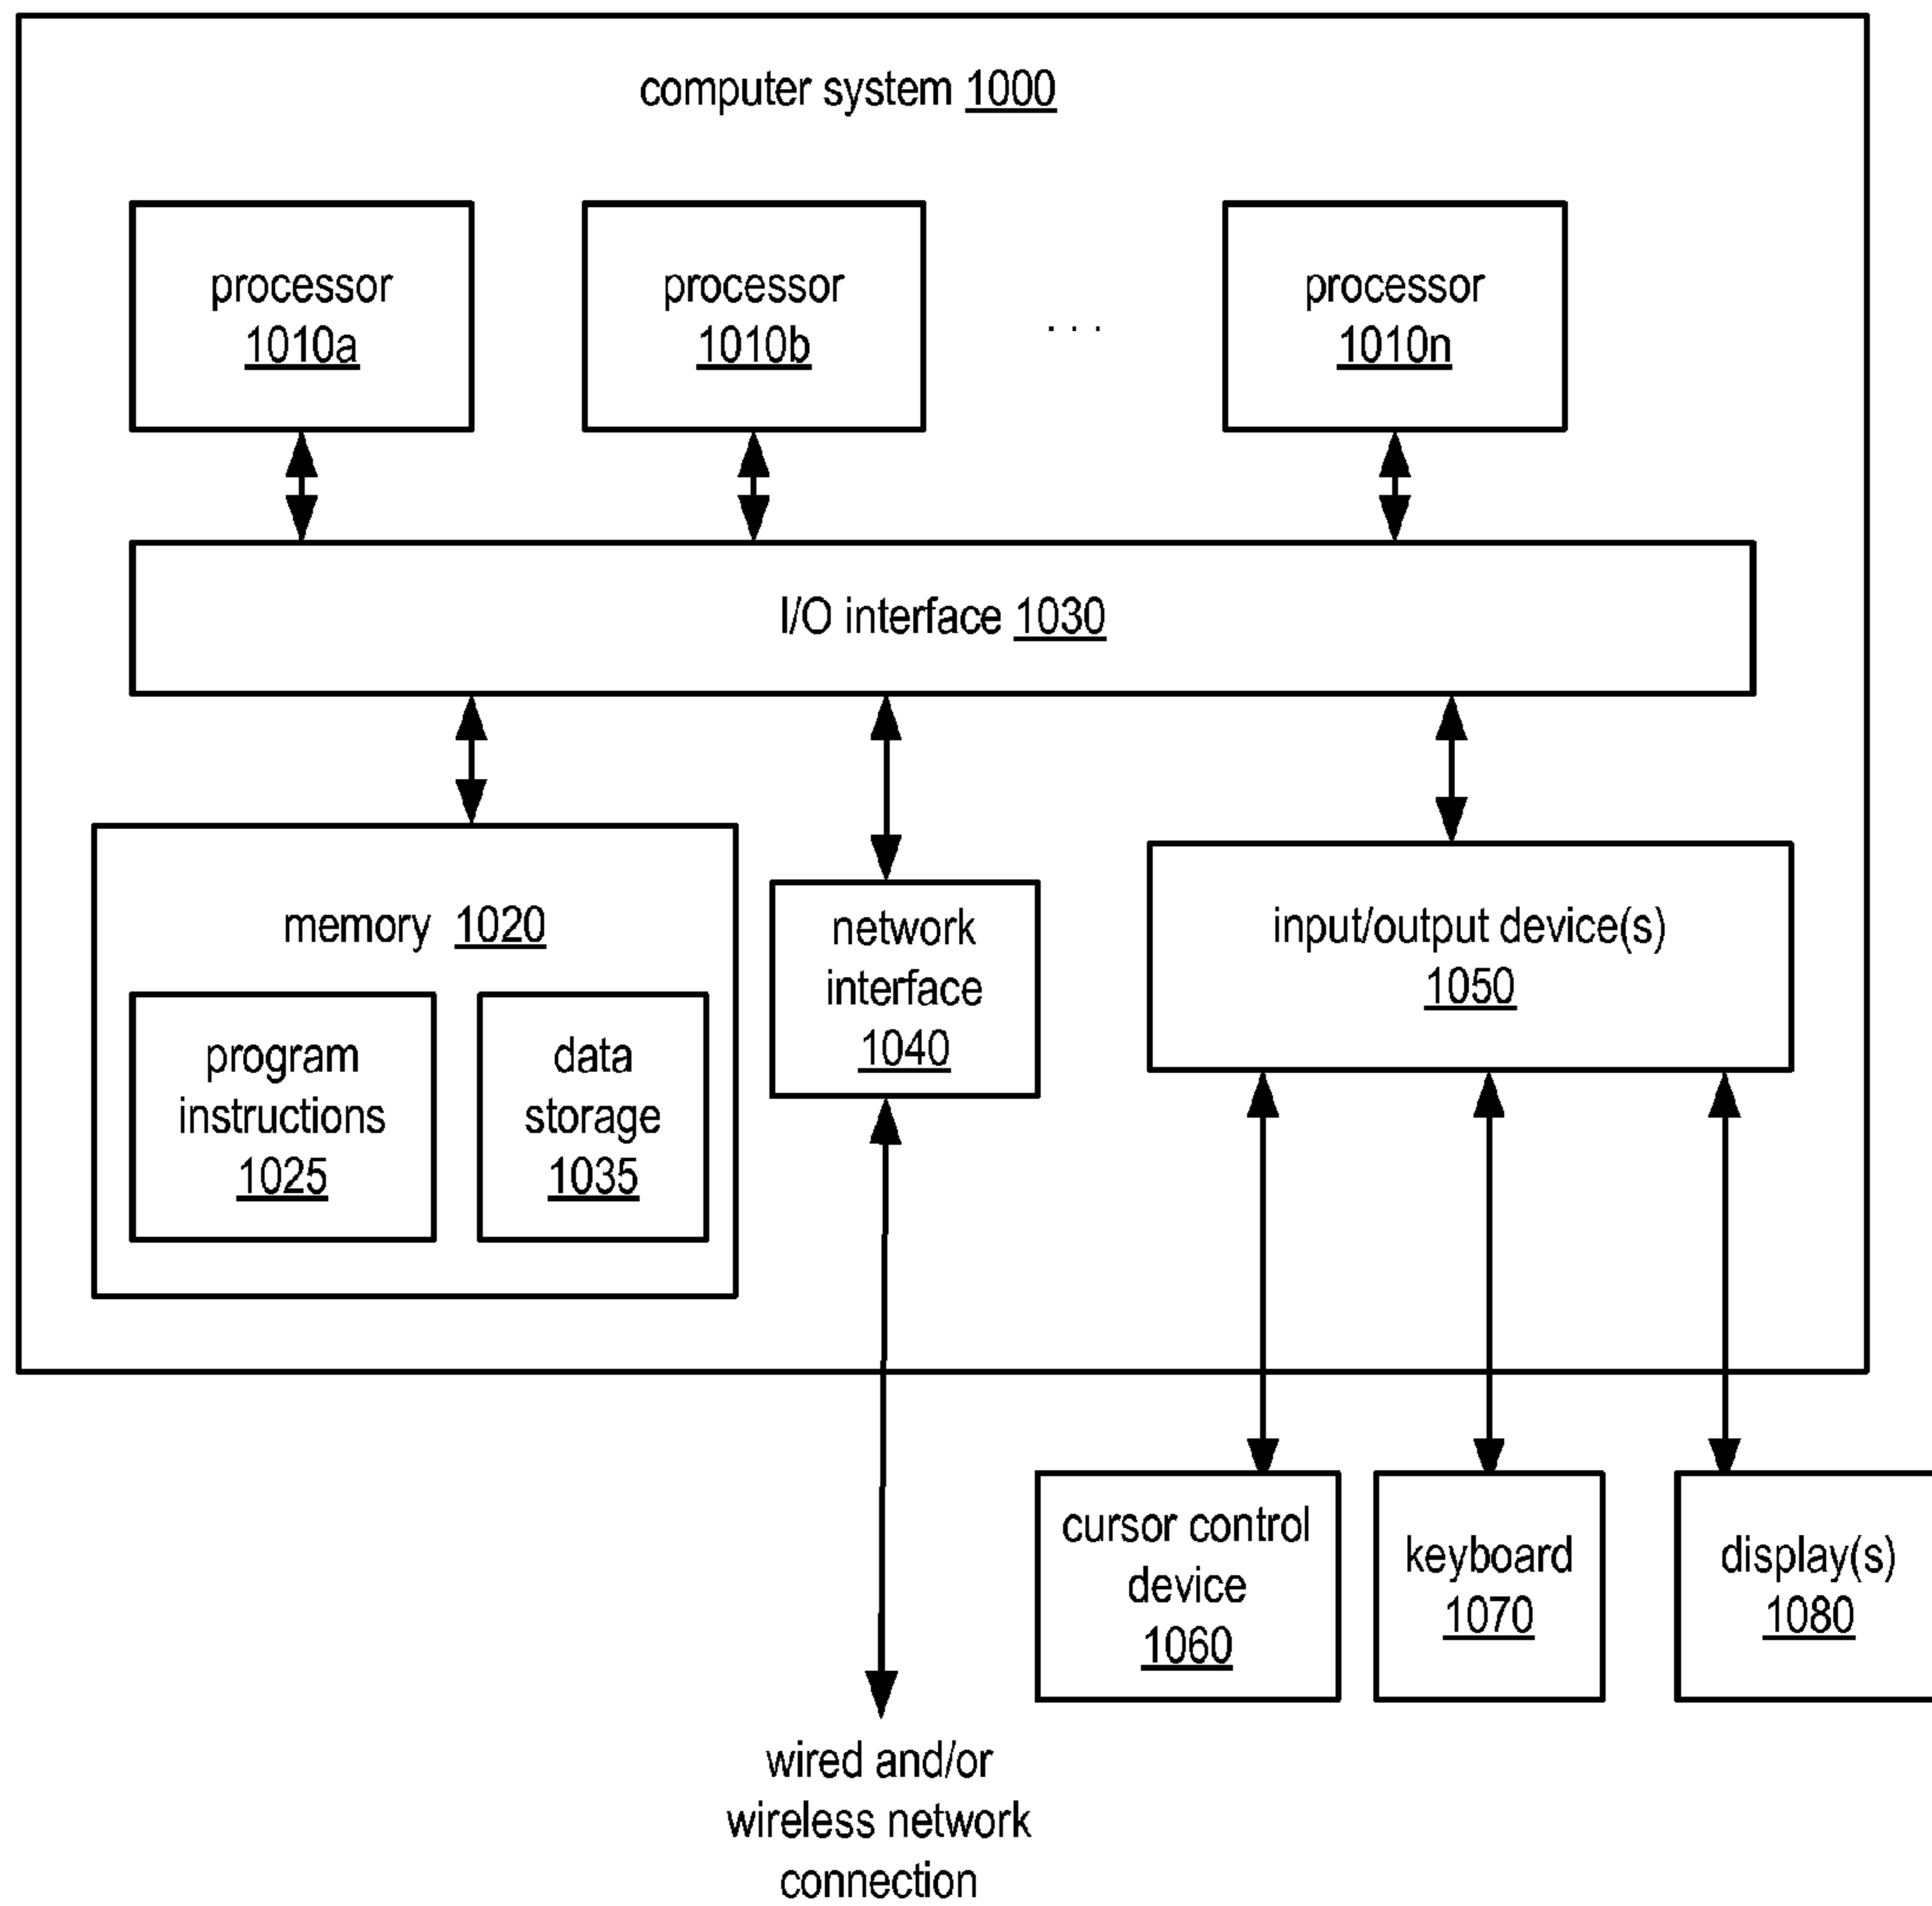 computer system 1000
processor
1010a
processor
1010b
. . .
processor
1010n
I/O interface 1030
memory 1020
program
instructions
1025
data
storage
1035
network
interface
1040
input/output device(s)
1050
cursor control
device
1060
keyboard
1070
display(s)
1080
wired and/or
wireless network
connection